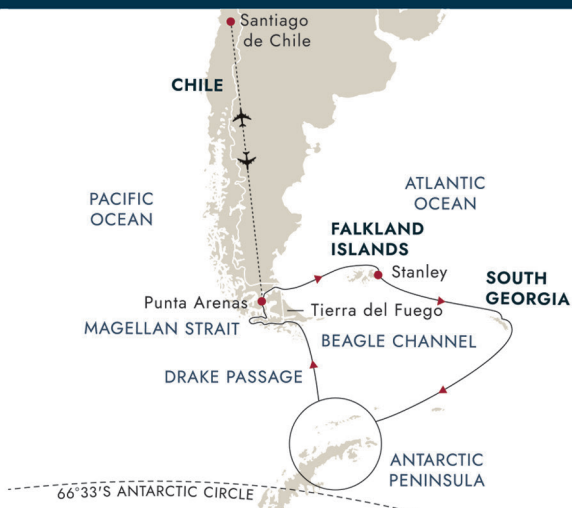 Santiago
de Chile
CHILE
PACIFIC
OCEAN
ATLANTIC
OCEAN
FALKLAND
ISLANDS
Stanley
SOUTH
GEORGIA
Punta Arenas
Tierra del Fuego
MAGELLAN STRAIT
BEAGLE CHANNEL
DRAKE PASSAGE
ANTARCTIC
PENINSULA
66°33'S ANTARCTIC CIRCLE